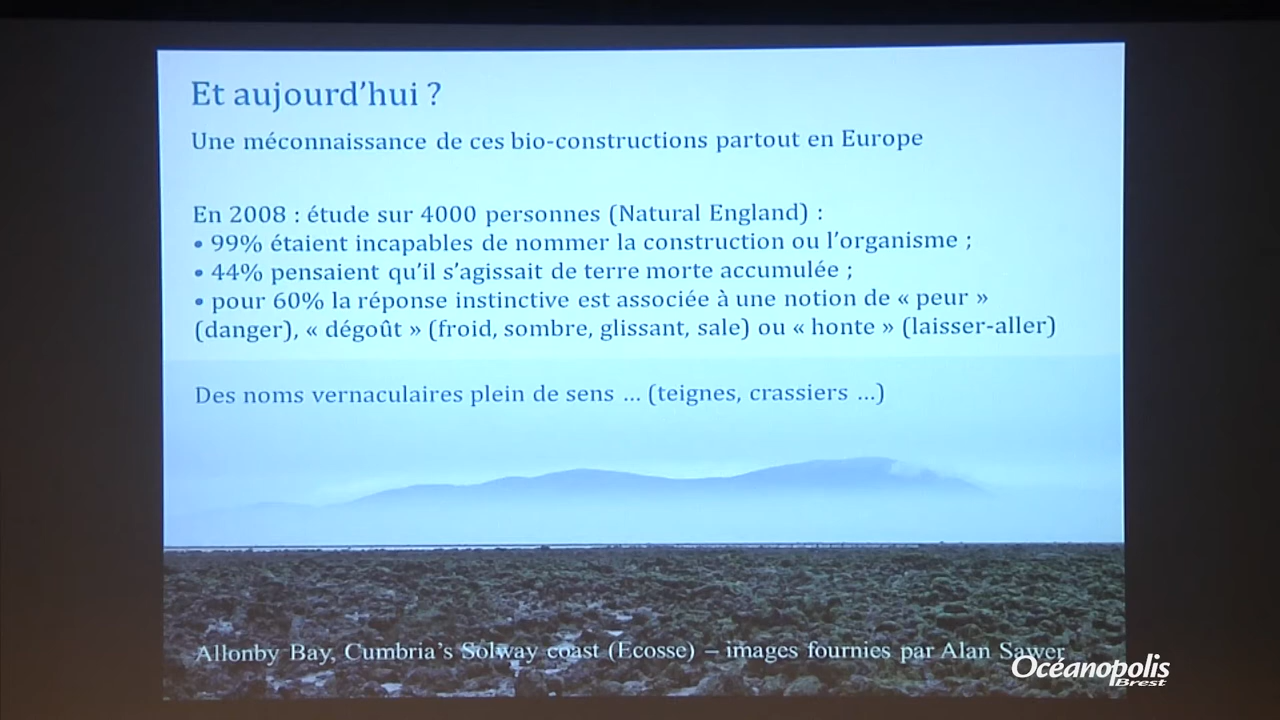 Et aujourd'hui ?
Une méconnaissance de ces bio-constructions partout en Europe
En 2008 : étude sur 4000 personnes (Natural England) :
• 99% étaient incapables de nommer la construction ou l'organisme ;
• 44% pensaient qu'il s'agissait de terre morte accumulée ;
• pour 60% la réponse instinctive est associée à une notion de « peur »
(danger), « dégoût » (froid, sombre, glissant, sale) ou « honte » (laisser-aller)
Des noms vernaculaires plein de sens ... (teignes, crassiers ...)
Allonby Bay, Cumbria's Solway coast (Ecosse) – images fournies par Alan Sawer
Océanopolis
Brest